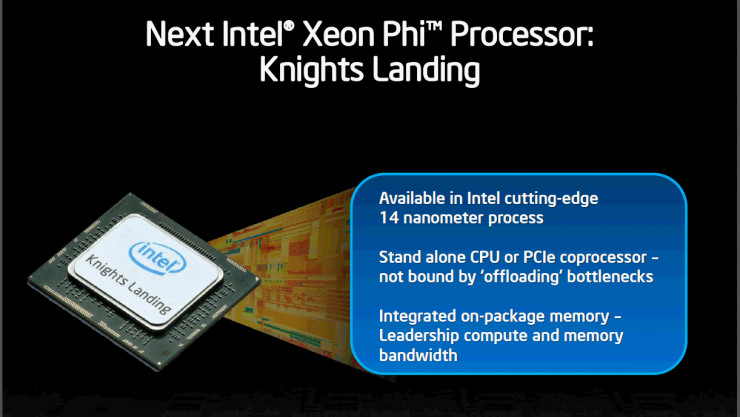 Next Intel® Xeon Phi™ Processor:
Knights Landing
Available in Intel cutting-edge
14 nanometer process
Stand alone CPU or PCIe coprocessor –
not bound by ‘offloading’ bottlenecks
Integrated on-package memory –
Leadership compute and memory
bandwidth
intel
Knights Landing